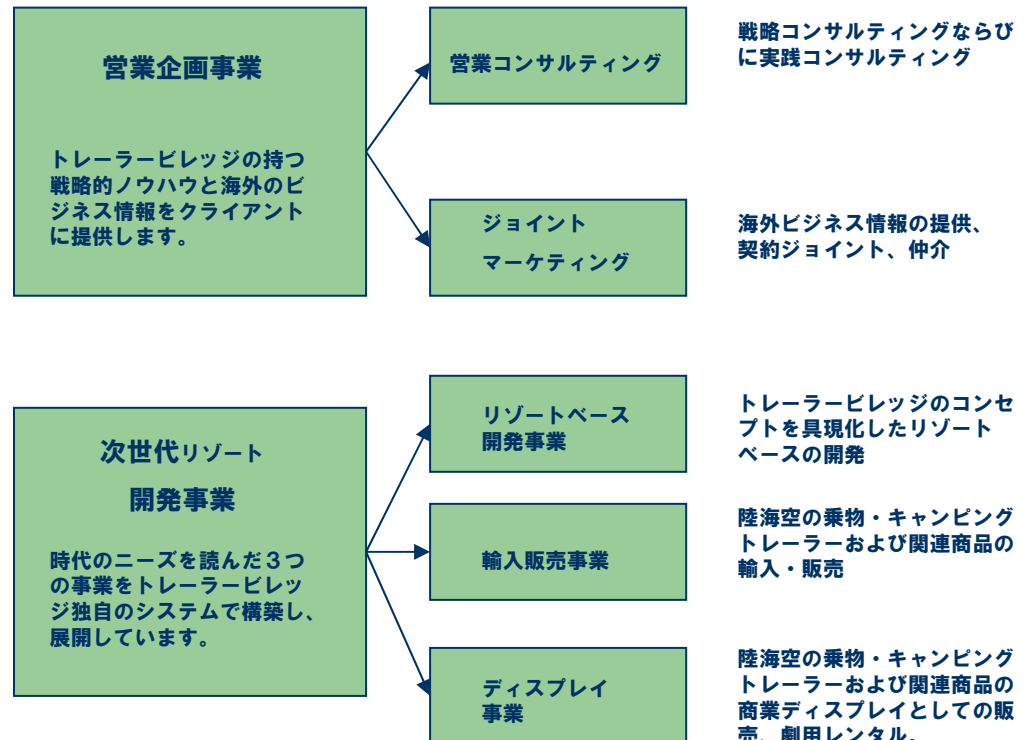 営業企画事業
トレーラービレッジの持つ
戦略的ノウハウと海外のビ
ジネス情報をクライアント
に提供します。
営業コンサルティング
戦略コンサルティングならび
に実践コンサルティング
ジョイント
マーケティング
海外ビジネス情報の提供、
契約ジョイント、仲介
次世代リゾート
開発事業
時代のニーズを読んだ３つ
の事業をトレーラービレッ
ジ独自のシステムで構築し、
展開しています。
リゾートベース
開発事業
トレーラービレッジのコンセ
プトを具現化したリゾート
ベースの開発
輸入販売事業
陸海空の乗物・キャンピング
トレーラーおよび関連商品の
輸入・販売
ディスプレイ
事業
陸海空の乗物・キャンピング
トレーラーおよび関連商品の
商業ディスプレイとしての販
売、劇用レンタル。